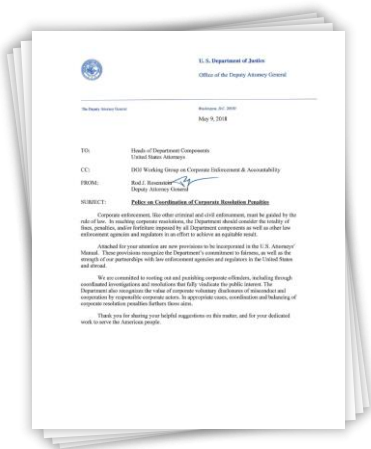 U. S. Department of Justice
Office of the Deputy Attorney General
The Deputy Attorney General
Washington, D.C. 20530
May 9, 2018
TO: Heads of Department Components
United States Attorneys
CC: DOJ Working Group on Corporate Enforcement & Accountability
FROM: Rod J. Rosenstein
Deputy Attorney General
SUBJECT: Policy on Coordination of Corporate Resolution Penalties
Corporate enforcement, like other criminal and civil enforcement, must be guided by the
rule of law. In reaching corporate resolutions, the Department should consider the totality of
fines, penalties, and/or forfeiture imposed by all Department components as well as other law
enforcement agencies and regulators in an effort to achieve an equitable result.
Attached for your attention are new provisions to be incorporated in the U.S. Attorneys'
Manual. These provisions recognize the Department's commitment to fairness, as well as the
strength of our partnerships with law enforcement agencies and regulators in the United States
and abroad.
We are committed to rooting out and punishing corporate offenders, including through
coordinated investigations and resolutions that fully vindicate the public interest. The
Department also recognizes the value of corporate voluntary disclosures of misconduct and
cooperation by responsible corporate actors. In appropriate cases, coordination and balancing of
corporate resolution penalties furthers those aims.
Thank you for sharing your helpful suggestions on this matter, and for your dedicated
work to serve the American people.